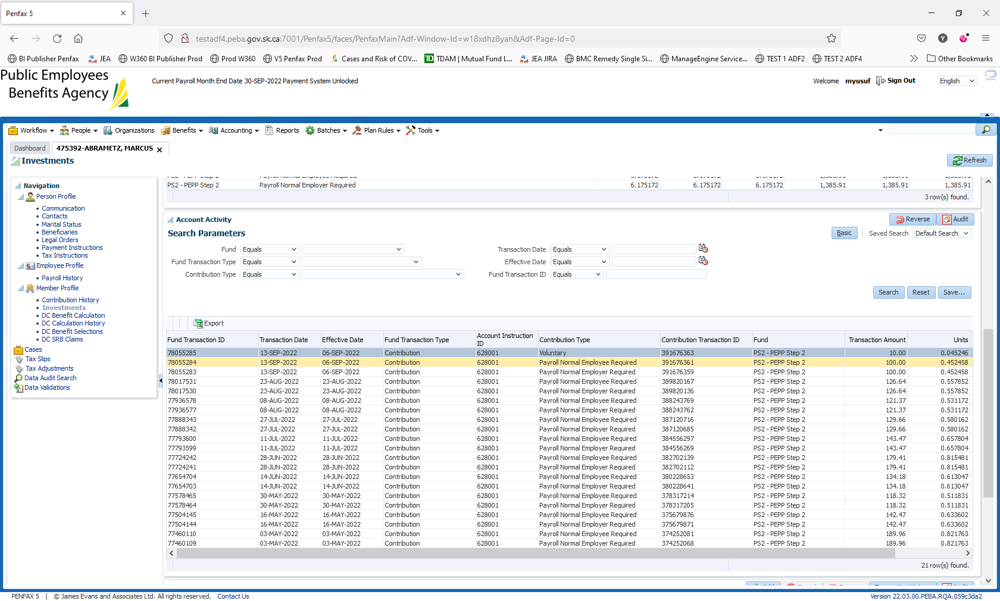 Penfax 5
testadf4.peba.gov.sk.ca:7001/Penfax5/faces/PenfaxMain?Adf-Window-Id=w18xdhz8yan&Adf-Page-Id=0
BI Publisher Penfax JEA W360 BI Publisher Prod Prod W360 V5 Penfax Prod Cases and Risk of COV... TDAM | Mutual Fund L... JEA JIRA BMC Remedy Single Si... ManageEngine Service... TEST 1 ADF2 TEST 2 ADF4 Other Bookmarks
Public Employees
Benefits Agency
Current Payroll Month End Date 30-SEP-2022 Payment System Unlocked
Welcome myusuf Sign Out English
Workflow People Organizations Benefits Accounting Reports Batches Plan Rules Tools
Dashboard 475392-ABRAMETZ, MARCUS
Investments
Refresh
Navigation
Person Profile
Communication
Contacts
Marital Status
Beneficiaries
Legal Orders
Payment Instructions
Tax Instructions
Employee Profile
Payroll History
Member Profile
Contribution History
Investments
DC Benefit Calculation
DC Calculation History
DC Benefit Selections
DC SRB Claims
Cases
Tax Slips
Tax Adjustments
Data Audit Search
Data Validations
PS2 - PEPP Step 2 Payroll Normal Employee Required 6.175172 6.175172 6.175172 1,385.91 1,385.91 1,385.91
PS2 - PEPP Step 2 Payroll Normal Employer Required 6.175172 6.175172 6.175172 1,385.91 1,385.91 1,385.91
3 row(s) found.
Account Activity Reverse Audit
Search Parameters Basic Saved Search Default Search
Fund Equals Transaction Date Equals
Fund Transaction Type Equals Effective Date Equals
Contribution Type Equals Fund Transaction ID Equals
Search Reset Save...
Export
Fund Transaction ID Transaction Date Effective Date Fund Transaction Type Account Instruction ID Contribution Type Contribution Transaction ID Fund Transaction Amount Units
78055285 13-SEP-2022 06-SEP-2022 Contribution 628001 Voluntary 391676363 PS2 - PEPP Step 2 10.00 0.045246
78055284 13-SEP-2022 06-SEP-2022 Contribution 628001 Payroll Normal Employee Required 391676361 PS2 - PEPP Step 2 100.00 0.452458
78055283 13-SEP-2022 06-SEP-2022 Contribution 628001 Payroll Normal Employer Required 391676359 PS2 - PEPP Step 2 100.00 0.452458
78017531 23-AUG-2022 23-AUG-2022 Contribution 628001 Payroll Normal Employee Required 389820167 PS2 - PEPP Step 2 126.64 0.557852
78017530 23-AUG-2022 23-AUG-2022 Contribution 628001 Payroll Normal Employer Required 389820136 PS2 - PEPP Step 2 126.64 0.557852
77936578 08-AUG-2022 08-AUG-2022 Contribution 628001 Payroll Normal Employer Required 388243769 PS2 - PEPP Step 2 121.37 0.531172
77936577 08-AUG-2022 08-AUG-2022 Contribution 628001 Payroll Normal Employee Required 388243762 PS2 - PEPP Step 2 121.37 0.531172
77888343 27-JUL-2022 27-JUL-2022 Contribution 628001 Payroll Normal Employee Required 387120716 PS2 - PEPP Step 2 129.66 0.580162
77888342 27-JUL-2022 27-JUL-2022 Contribution 628001 Payroll Normal Employer Required 387120685 PS2 - PEPP Step 2 129.66 0.580162
77793600 11-JUL-2022 11-JUL-2022 Contribution 628001 Payroll Normal Employee Required 384556297 PS2 - PEPP Step 2 143.47 0.657804
77793599 11-JUL-2022 11-JUL-2022 Contribution 628001 Payroll Normal Employer Required 384556269 PS2 - PEPP Step 2 143.47 0.657804
77724242 28-JUN-2022 28-JUN-2022 Contribution 628001 Payroll Normal Employee Required 382702139 PS2 - PEPP Step 2 179.41 0.815481
77724241 28-JUN-2022 28-JUN-2022 Contribution 628001 Payroll Normal Employer Required 382702112 PS2 - PEPP Step 2 179.41 0.815481
77654704 14-JUN-2022 14-JUN-2022 Contribution 628001 Payroll Normal Employee Required 380228653 PS2 - PEPP Step 2 134.18 0.613047
77654703 14-JUN-2022 14-JUN-2022 Contribution 628001 Payroll Normal Employer Required 380228641 PS2 - PEPP Step 2 134.18 0.613047
77578465 30-MAY-2022 30-MAY-2022 Contribution 628001 Payroll Normal Employee Required 378317214 PS2 - PEPP Step 2 118.32 0.511831
77578464 30-MAY-2022 30-MAY-2022 Contribution 628001 Payroll Normal Employer Required 378317205 PS2 - PEPP Step 2 118.32 0.511831
77504145 16-MAY-2022 16-MAY-2022 Contribution 628001 Payroll Normal Employee Required 375679876 PS2 - PEPP Step 2 142.47 0.633602
77504144 16-MAY-2022 16-MAY-2022 Contribution 628001 Payroll Normal Employer Required 375679871 PS2 - PEPP Step 2 142.47 0.633602
77460110 03-MAY-2022 03-MAY-2022 Contribution 628001 Payroll Normal Employee Required 374252081 PS2 - PEPP Step 2 189.96 0.821763
77460109 03-MAY-2022 03-MAY-2022 Contribution 628001 Payroll Normal Employer Required 374252068 PS2 - PEPP Step 2 189.96 0.821763
21 row(s) found.
PENFAX 5 | © James Evans and Associates Ltd. All rights reserved. Contact Us Version 22.03.00.PEBA.RQA.059c3da2